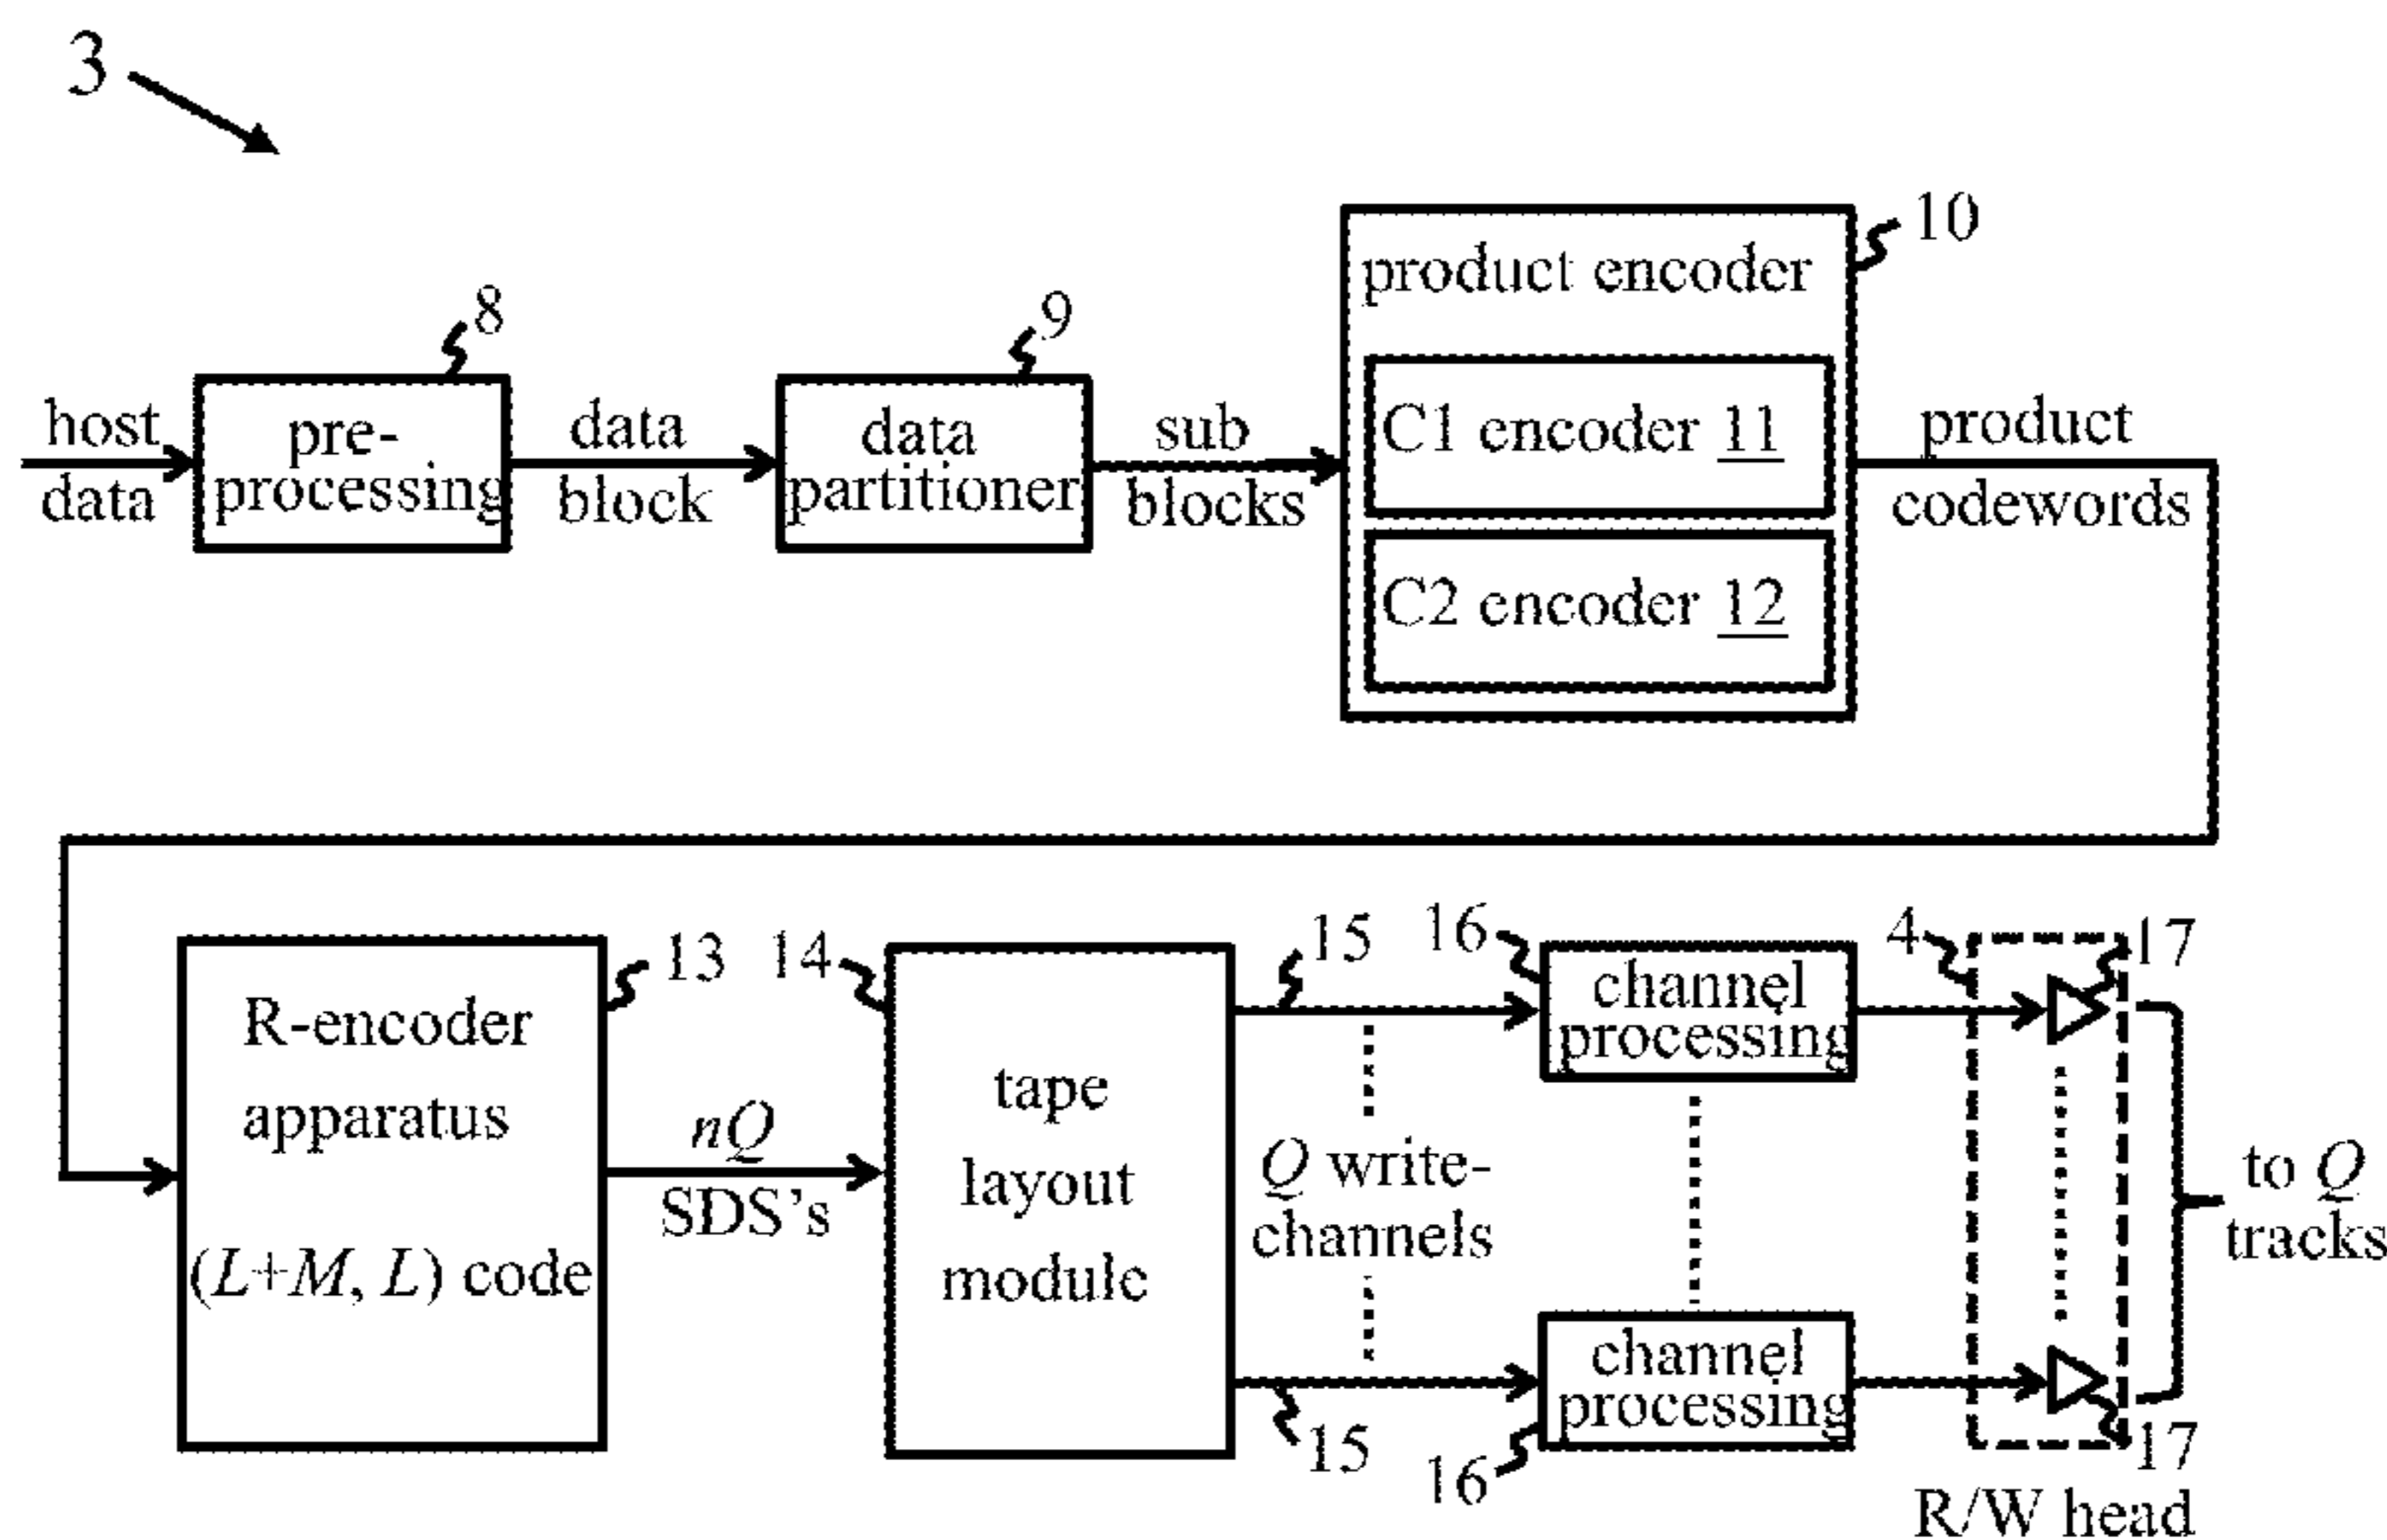 3
8
9
10
host
data
pre-
processing
data
block
data
partitioner
sub
blocks
product encoder
C1 encoder 11
C2 encoder 12
product
codewords
13
14
15
16
4
17
R-encoder
apparatus
(L+M, L) code
nQ
SDS's
tape
layout
module
Q write-
channels
channel
processing
channel
processing
to Q
tracks
15
16
17
R/W head